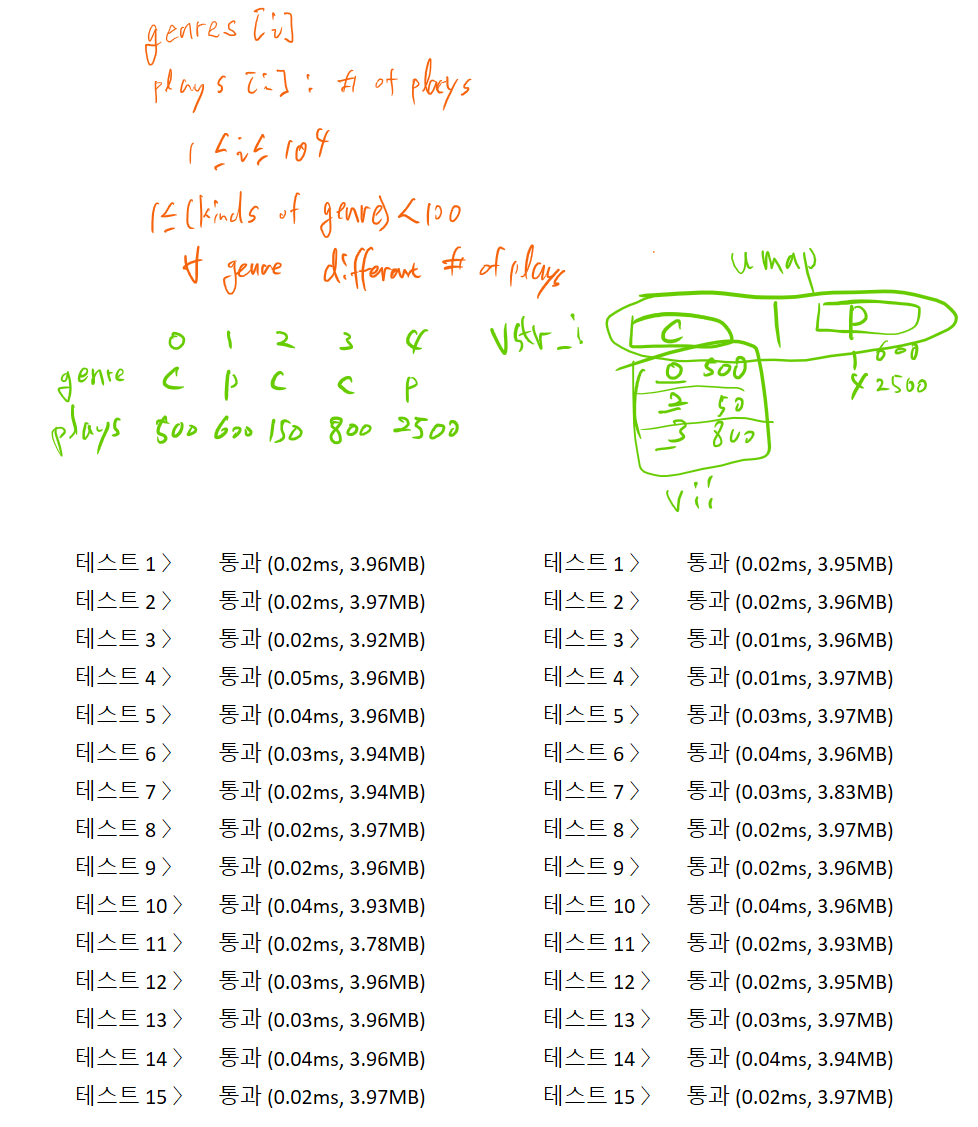 genres [i]
plays [i] : # of plays
1 ≤ i ≤ 10⁴
1 ≤ (kinds of genre) < 100
∀ genre different # of plays
umap
0 1 2 3 4
genre C P C C P
plays 500 600 150 800 2500
vstr_i
C P
0 500
2 50
3 800
1 600
4 2500
vii
테스트 1 〉 통과 (0.02ms, 3.96MB)
테스트 2 〉 통과 (0.02ms, 3.97MB)
테스트 3 〉 통과 (0.02ms, 3.92MB)
테스트 4 〉 통과 (0.05ms, 3.96MB)
테스트 5 〉 통과 (0.04ms, 3.96MB)
테스트 6 〉 통과 (0.03ms, 3.94MB)
테스트 7 〉 통과 (0.02ms, 3.94MB)
테스트 8 〉 통과 (0.02ms, 3.97MB)
테스트 9 〉 통과 (0.02ms, 3.96MB)
테스트 10 〉 통과 (0.04ms, 3.93MB)
테스트 11 〉 통과 (0.02ms, 3.78MB)
테스트 12 〉 통과 (0.03ms, 3.96MB)
테스트 13 〉 통과 (0.03ms, 3.96MB)
테스트 14 〉 통과 (0.04ms, 3.96MB)
테스트 15 〉 통과 (0.02ms, 3.97MB)
테스트 1 〉 통과 (0.02ms, 3.95MB)
테스트 2 〉 통과 (0.02ms, 3.96MB)
테스트 3 〉 통과 (0.01ms, 3.96MB)
테스트 4 〉 통과 (0.01ms, 3.97MB)
테스트 5 〉 통과 (0.03ms, 3.97MB)
테스트 6 〉 통과 (0.04ms, 3.96MB)
테스트 7 〉 통과 (0.03ms, 3.83MB)
테스트 8 〉 통과 (0.02ms, 3.97MB)
테스트 9 〉 통과 (0.02ms, 3.96MB)
테스트 10 〉 통과 (0.04ms, 3.96MB)
테스트 11 〉 통과 (0.02ms, 3.93MB)
테스트 12 〉 통과 (0.02ms, 3.95MB)
테스트 13 〉 통과 (0.03ms, 3.97MB)
테스트 14 〉 통과 (0.04ms, 3.94MB)
테스트 15 〉 통과 (0.02ms, 3.97MB)